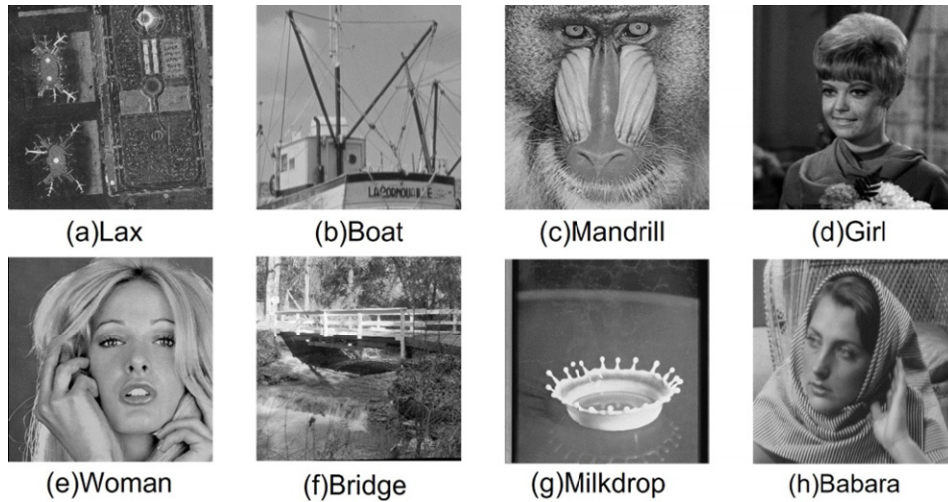 (a)Lax
(b)Boat
(c)Mandrill
(d)Girl
(e)Woman
(f)Bridge
(g)Milkdrop
(h)Babara